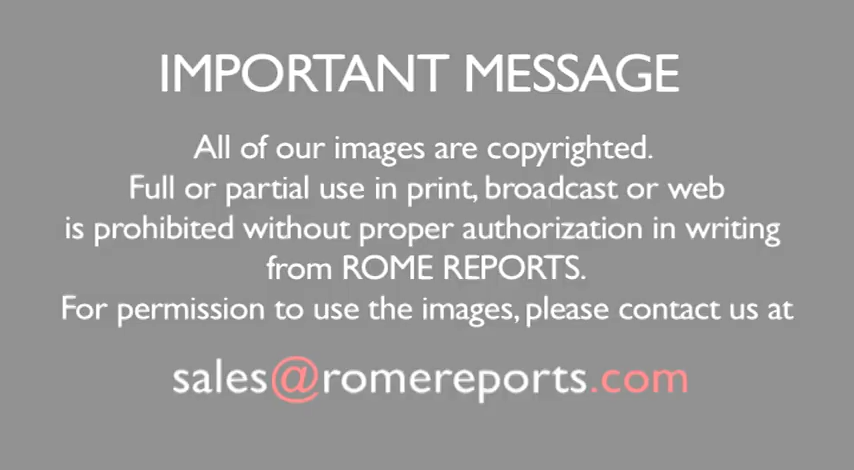 IMPORTANT MESSAGE
All of our images are copyrighted.
Full or partial use in print, broadcast or web
is prohibited without proper authorization in writing
from ROME REPORTS.
For permission to use the images, please contact us at
sales@romereports.com